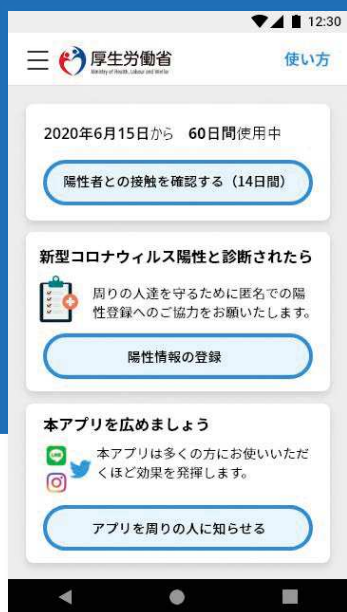 12:30
厚生労働省
Ministry of Health, Labour and Welfare
使い方
2020年6月15日から 60日間使用中
陽性者との接触を確認する（14日間）
新型コロナウィルス陽性と診断されたら
周りの人達を守るために匿名での陽
性登録へのご協力をお願いいたします。
陽性情報の登録
本アプリを広めましょう
本アプリは多くの方にお使いいただ
くほど効果を発揮します。
アプリを周りの人に知らせる